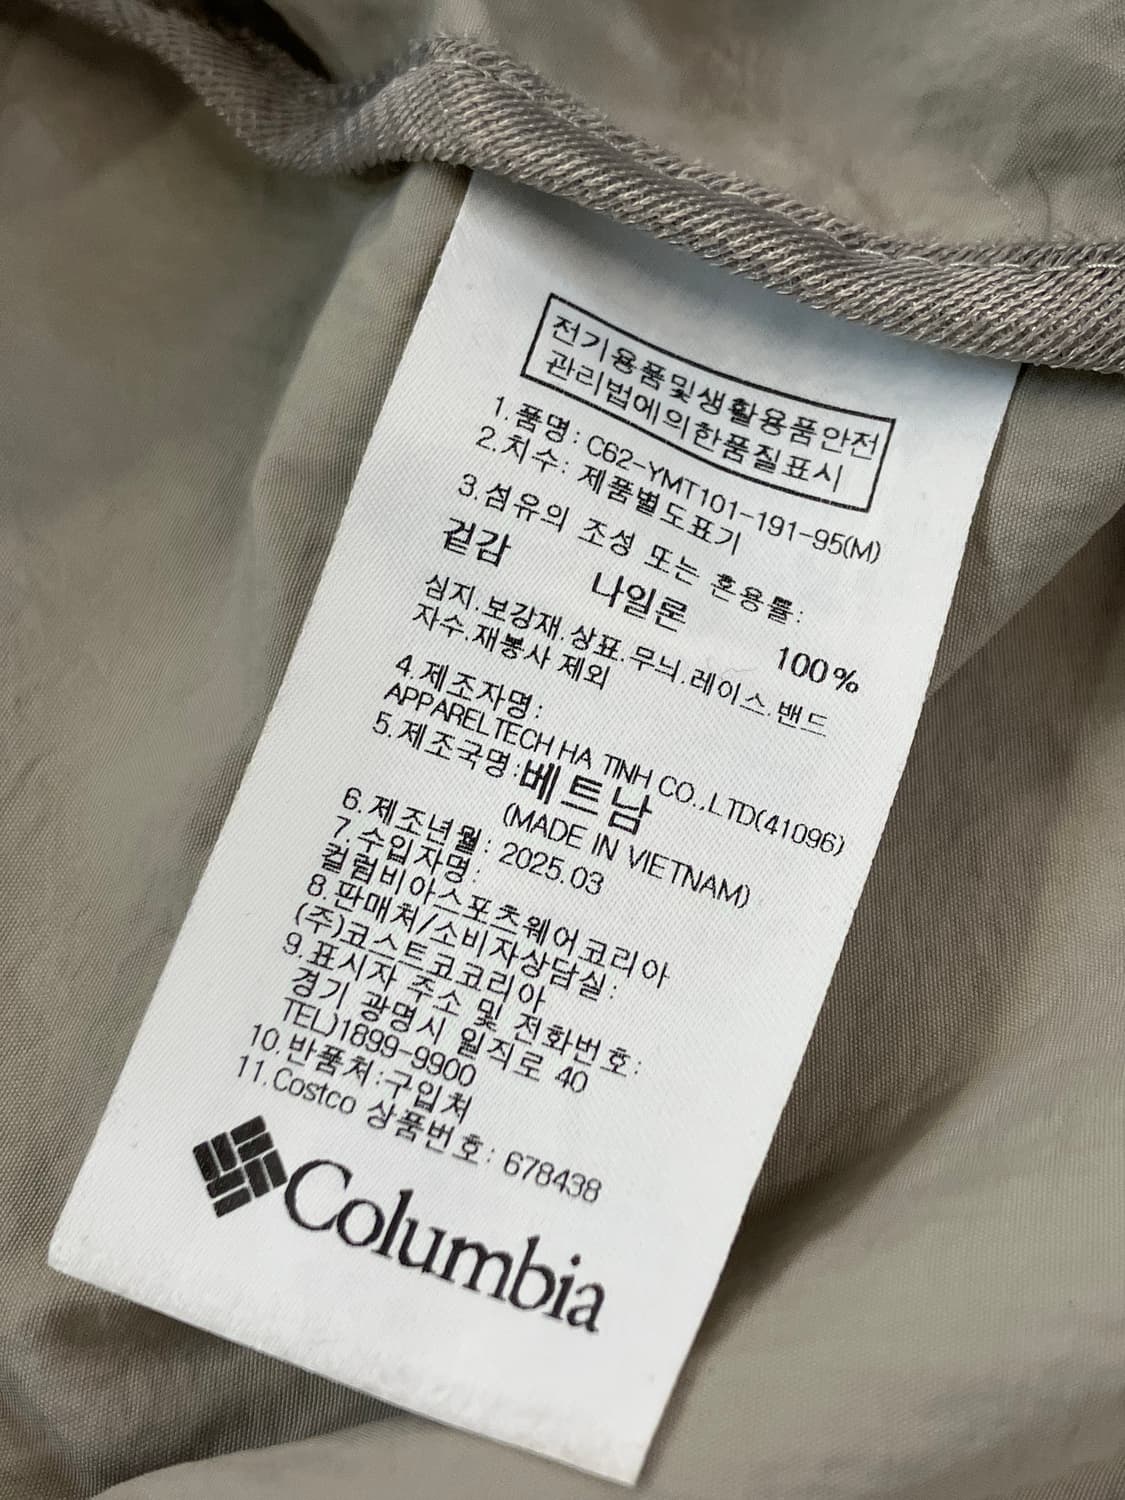 전기용품및생활용품안전
관리법에의한품질표시
1.품명: C62-YMT101-191-95(M)
2.치수: 제품별도표기
3.섬유의 조성 또는 혼용률:
겉감 나일론 100%
심지.보강재.상표.무늬.레이스.밴드
자수.재봉사 제외
4.제조자명:
APPARELTECH HA TINH CO.,LTD(41096)
5.제조국명:베트남
(MADE IN VIETNAM)
6.제조년월: 2025.03
7.수입자명:
컬럼비아스포츠웨어코리아
8.판매처/소비자상담실:
(주)코스트코코리아
9.표시자 주소 및 전화번호:
경기 광명시 일직로 40
TEL)1899-9900
10.반품처:구입처
11.Costco 상품번호: 678438
Columbia